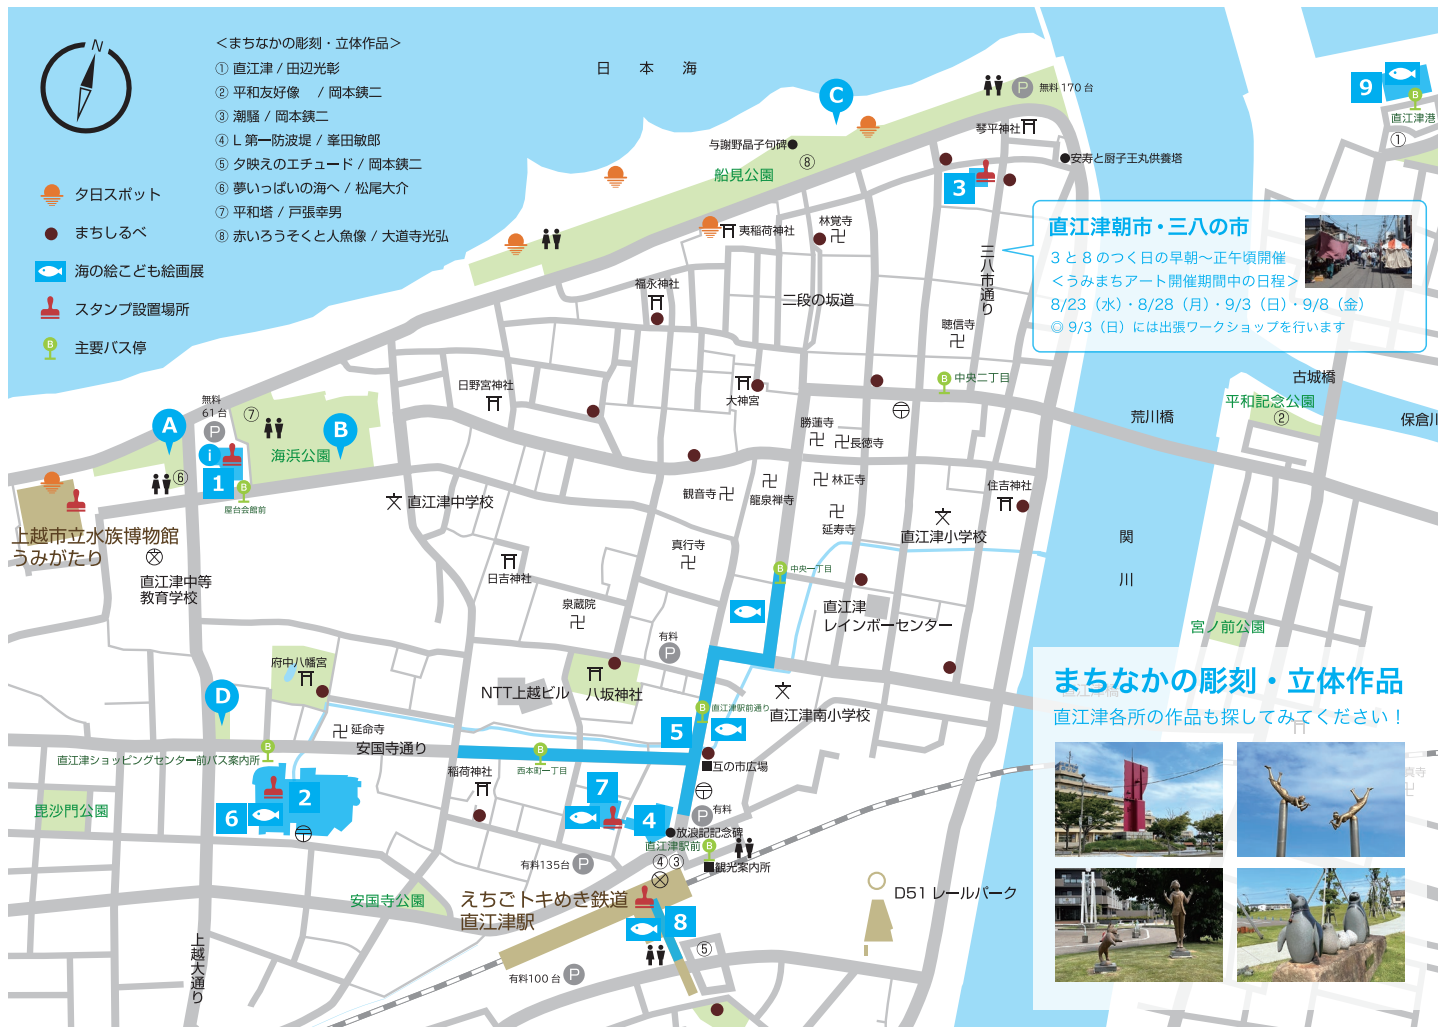 N
＜まちなかの彫刻・立体作品＞
① 直江津 / 田辺光彰
② 平和友好像　/ 岡本銕二
③ 潮騒 / 岡本銕二
④ L 第一防波堤 / 峯田敏郎
⑤ 夕映えのエチュード / 岡本銕二
⑥ 夢いっぱいの海へ / 松尾大介
⑦ 平和塔 / 戸張幸男
⑧ 赤いろうそくと人魚像 / 大道寺光弘
夕日スポット
まちしるべ
海の絵こども絵画展
スタンプ設置場所
B 主要バス停
日 本 海
C
P 無料 170 台
琴平神社
与謝野晶子句碑
⑧
船見公園
安寿と厨子王丸供養塔
3
9
B
直江津港
①
直江津朝市・三八の市
3 と 8 のつく日の早朝～正午頃開催
＜うみまちアート開催期間中の日程＞
8/23（水）・8/28（月）・9/3（日）・9/8（金）
◎ 9/3（日）には出張ワークショップを行います
林覚寺
夷稲荷神社
三八市通り
福永神社
二段の坂道
聴信寺
日野宮神社
大神宮
B 中央二丁目
古城橋
平和記念公園
②
荒川橋
保倉川
無料
61 台
P
⑦
A
B
i
海浜公園
⑥
1
B
屋台会館前
勝蓮寺
長徳寺
直江津中学校
観音寺
龍泉禅寺
林正寺
延寿寺
住吉神社
直江津小学校
関
川
上越市立水族博物館
うみがたり
文
直江津中等
教育学校
真行寺
日吉神社
B 中央一丁目
泉蔵院
直江津
レインボーセンター
宮ノ前公園
有料
P
府中八幡宮
NTT上越ビル
八坂神社
D
B 直江津駅前通り
直江津南小学校
延命寺
安国寺通り
5
直江津ショッピングセンター前バス案内所
B
B
西本町一丁目
稲荷神社
互の市広場
毘沙門公園
6
2
7
4
P 有料
放浪記記念碑
直江津駅前 B
④③
観光案内所
有料135台 P
安国寺公園
えちごトキめき鉄道
直江津駅
8
⑤
D51 レールパーク
有料100 台 P
上越大通り
まちなかの彫刻・立体作品
直江津各所の作品も探してみてください！
直江津橋
真寺